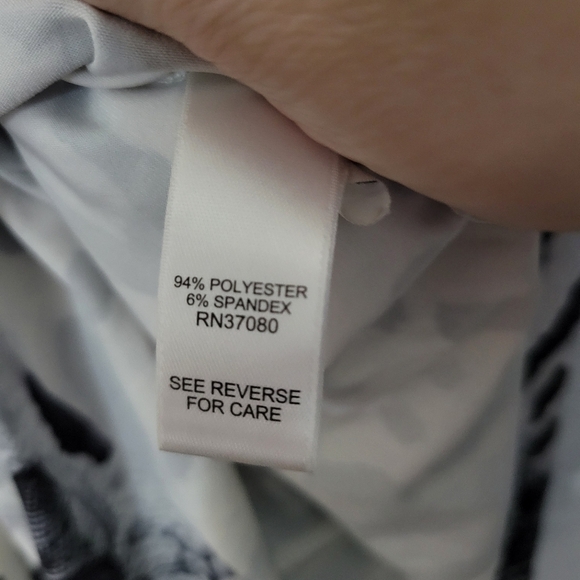 94% POLYESTER
6% SPANDEX
RN37080
SEE REVERSE
FOR CARE